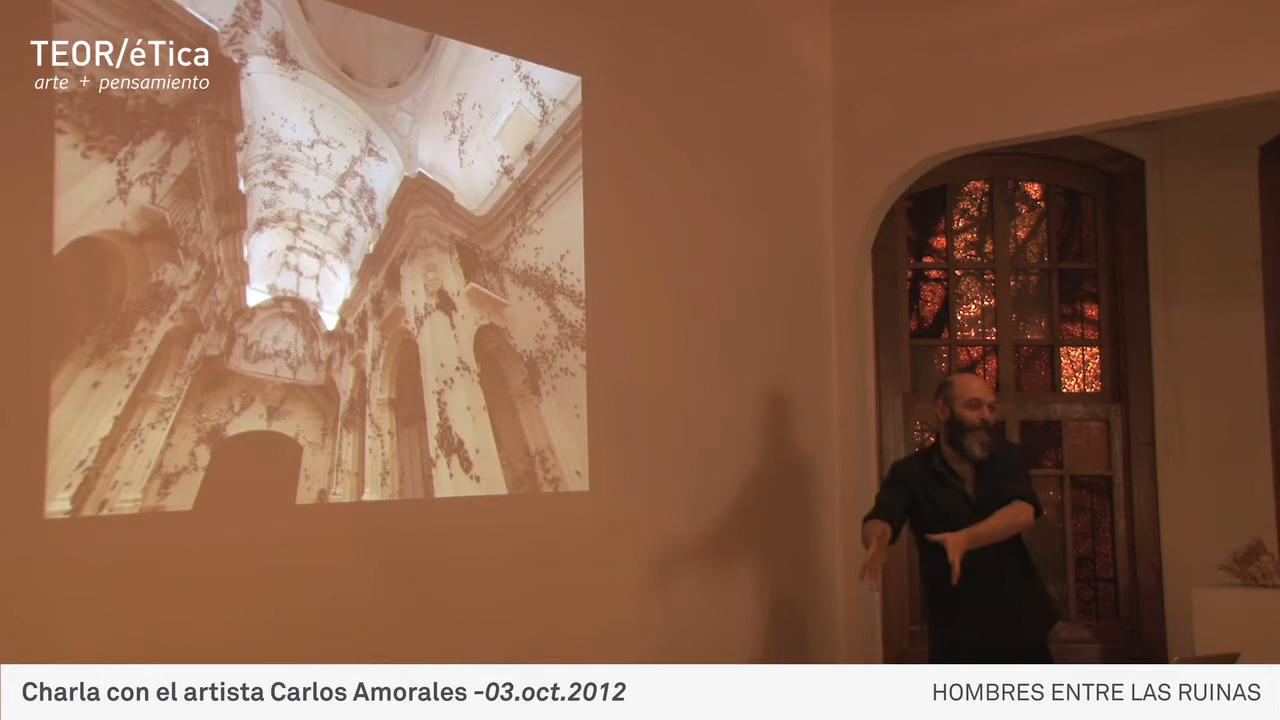 TEOR/éTica
arte + pensamiento
Charla con el artista Carlos Amorales -03.oct.2012
HOMBRES ENTRE LAS RUINAS